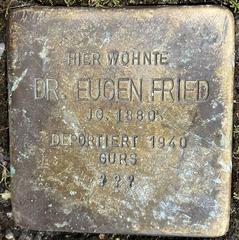 HIER WOHNTE
DR. EUGEN FRIED
JG. 1880
DEPORTIERT 1940
GURS
???